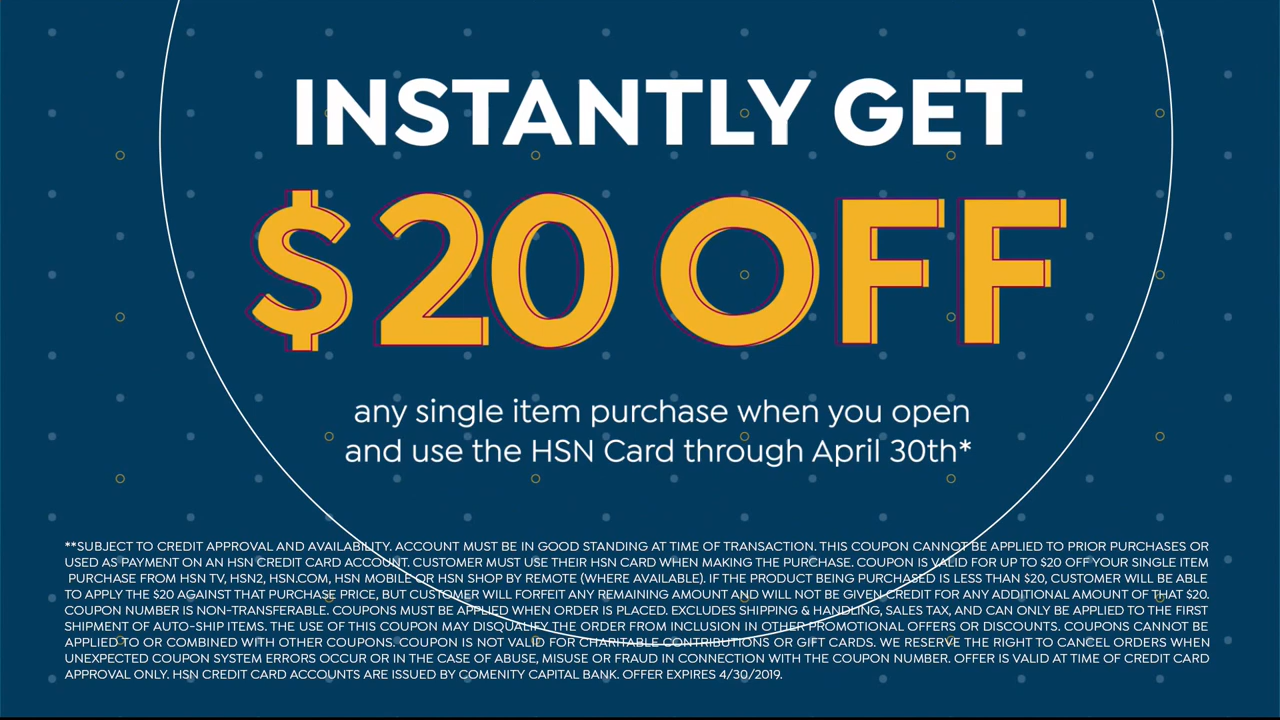 INSTANTLY GET
$20 OFF
any single item purchase when you open
and use the HSN Card through April 30th*
**SUBJECT TO CREDIT APPROVAL AND AVAILABILITY. ACCOUNT MUST BE IN GOOD STANDING AT TIME OF TRANSACTION. THIS COUPON CANNOT BE APPLIED TO PRIOR PURCHASES OR
USED AS PAYMENT ON AN HSN CREDIT CARD ACCOUNT. CUSTOMER MUST USE THEIR HSN CARD WHEN MAKING THE PURCHASE. COUPON IS VALID FOR UP TO $20 OFF YOUR SINGLE ITEM
PURCHASE FROM HSN TV, HSN2, HSN.COM, HSN MOBILE OR HSN SHOP BY REMOTE (WHERE AVAILABLE). IF THE PRODUCT BEING PURCHASED IS LESS THAN $20, CUSTOMER WILL BE ABLE
TO APPLY THE $20 AGAINST THAT PURCHASE PRICE, BUT CUSTOMER WILL FORFEIT ANY REMAINING AMOUNT AND WILL NOT BE GIVEN CREDIT FOR ANY ADDITIONAL AMOUNT OF THAT $20.
COUPON NUMBER IS NON-TRANSFERABLE. COUPONS MUST BE APPLIED WHEN ORDER IS PLACED. EXCLUDES SHIPPING & HANDLING, SALES TAX, AND CAN ONLY BE APPLIED TO THE FIRST
SHIPMENT OF AUTO-SHIP ITEMS. THE USE OF THIS COUPON MAY DISQUALIFY THE ORDER FROM INCLUSION IN OTHER PROMOTIONAL OFFERS OR DISCOUNTS. COUPONS CANNOT BE
APPLIED TO OR COMBINED WITH OTHER COUPONS. COUPON IS NOT VALID FOR CHARITABLE CONTRIBUTIONS OR GIFT CARDS. WE RESERVE THE RIGHT TO CANCEL ORDERS WHEN
UNEXPECTED COUPON SYSTEM ERRORS OCCUR OR IN THE CASE OF ABUSE, MISUSE OR FRAUD IN CONNECTION WITH THE COUPON NUMBER. OFFER IS VALID AT TIME OF CREDIT CARD
APPROVAL ONLY. HSN CREDIT CARD ACCOUNTS ARE ISSUED BY COMENITY CAPITAL BANK. OFFER EXPIRES 4/30/2019.